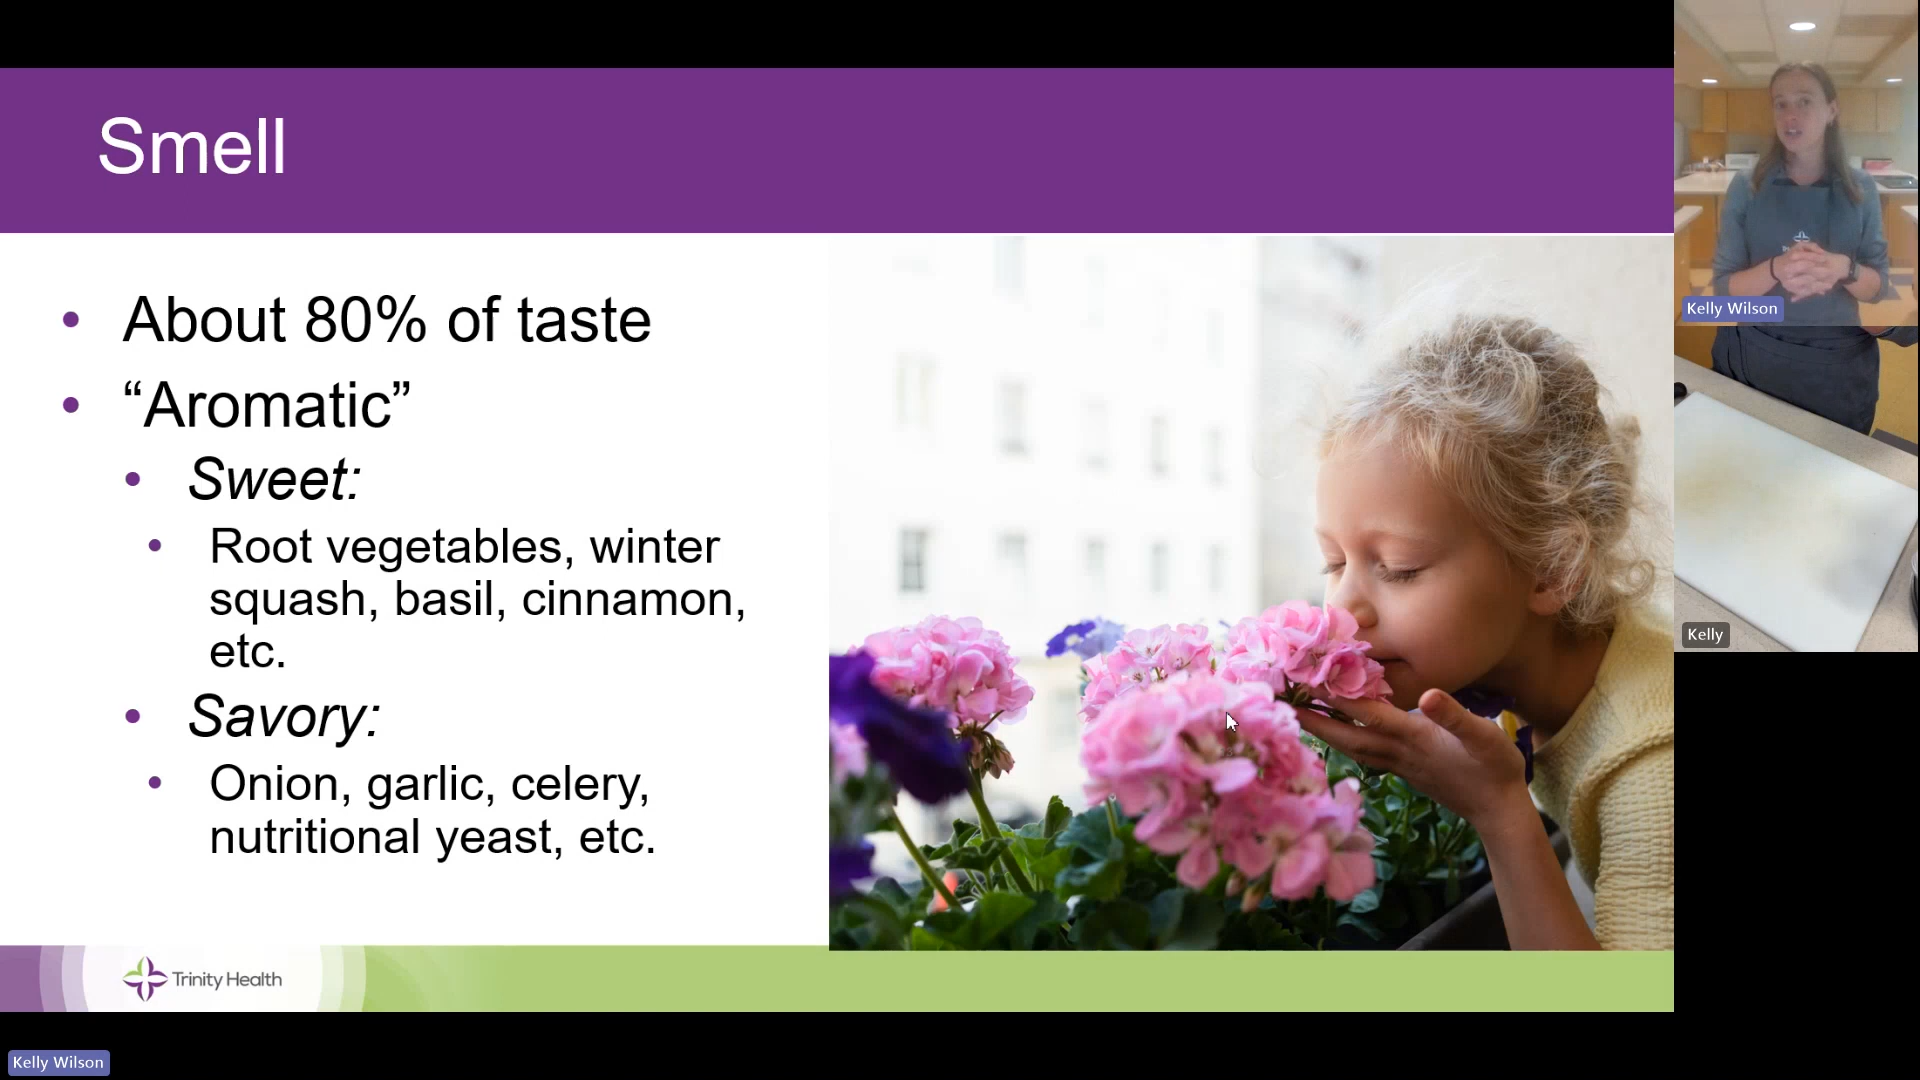 Smell
• About 80% of taste
• “Aromatic”
• Sweet:
• Root vegetables, winter
squash, basil, cinnamon,
etc.
• Savory:
• Onion, garlic, celery,
nutritional yeast, etc.
Trinity Health
Kelly Wilson
Kelly
Kelly Wilson